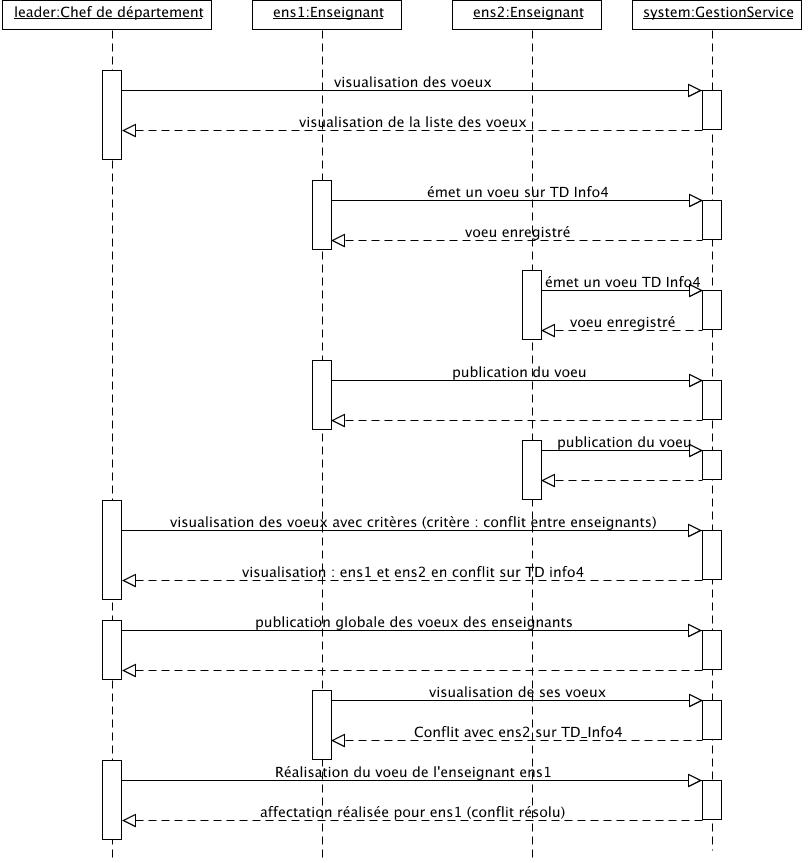 leader:Chef de département
ens1:Enseignant
ens2:Enseignant
system:GestionService
visualisation des voeux
visualisation de la liste des voeux
émet un voeu sur TD Info4
voeu enregistré
émet un voeu TD Info4
voeu enregistré
publication du voeu
publication du voeu
visualisation des voeux avec critères (critère : conflit entre enseignants)
visualisation : ens1 et ens2 en conflit sur TD info4
publication globale des voeux des enseignants
visualisation de ses voeux
Conflit avec ens2 sur TD_Info4
Réalisation du voeu de l'enseignant ens1
affectation réalisée pour ens1 (conflit résolu)